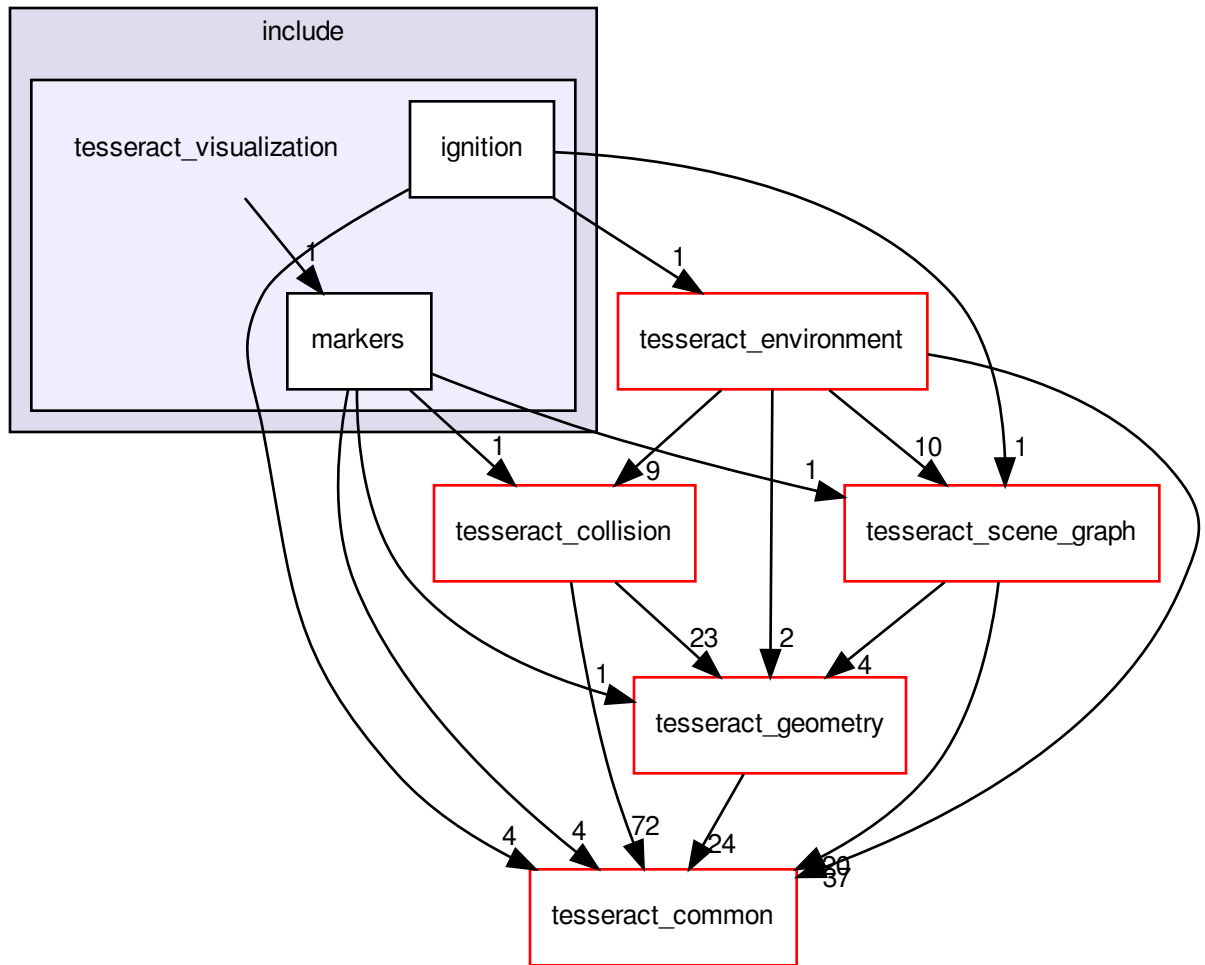 include
tesseract_visualization
ignition
1
1
markers
tesseract_environment
1
9
1
10
1
tesseract_collision
tesseract_scene_graph
23
2
4
1
tesseract_geometry
4
4
72
24
20
37
tesseract_common